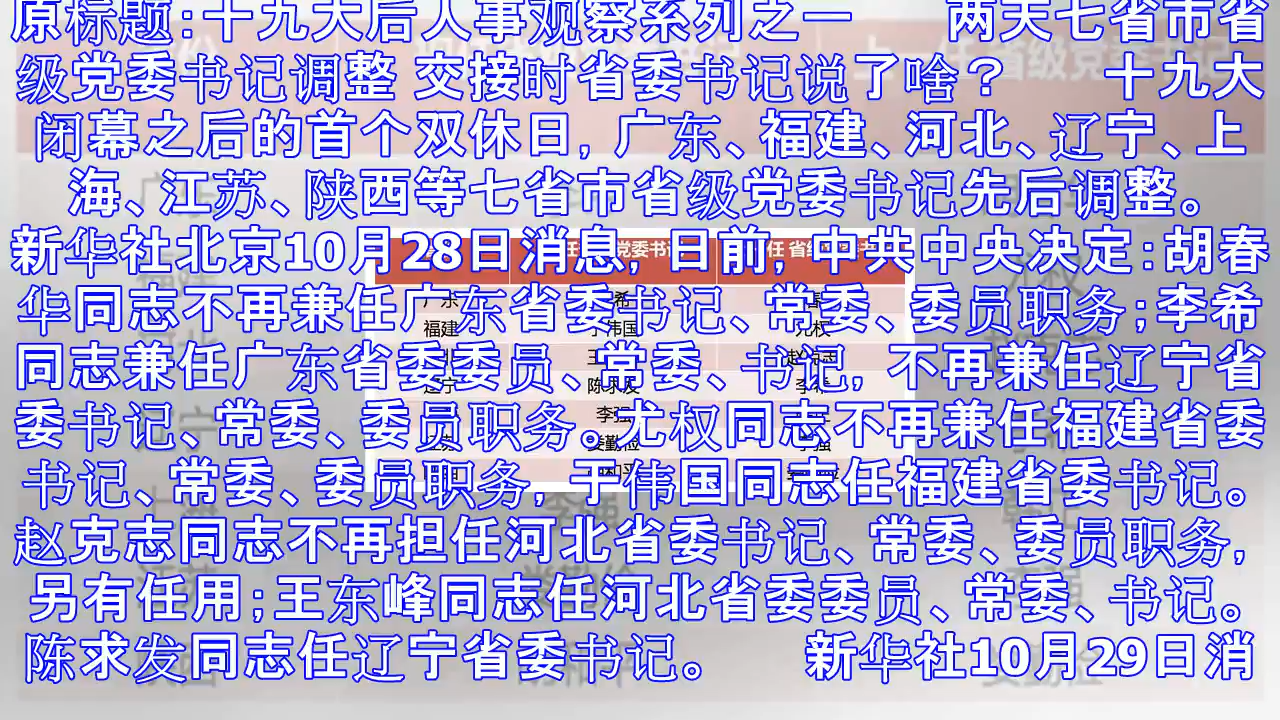 原标题:十九大后人事观察系列之一 两天七省市省
级党委书记调整 交接时省委书记说了啥? 十九大
闭幕之后的首个双休日,广东、福建、河北、辽宁、上
海、江苏、陕西等七省市省级党委书记先后调整。
新华社北京10月28日消息,日前,中共中央决定:胡春
华同志不再兼任广东省委书记、常委、委员职务;李希
同志兼任广东省委委员、常委、书记,不再兼任辽宁省
委书记、常委、委员职务。尤权同志不再兼任福建省委
书记、常委、委员职务,于伟国同志任福建省委书记。
赵克志同志不再担任河北省委书记、常委、委员职务,
另有任用;王东峰同志任河北省委委员、常委、书记。
陈求发同志任辽宁省委书记。 新华社10月29日消